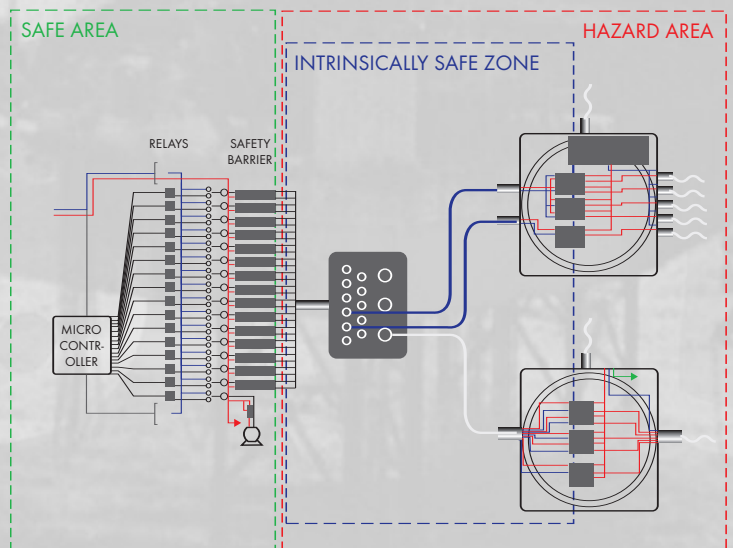 SAFE AREA
HAZARD AREA
INTRINSICALLY SAFE ZONE
RELAYS
SAFETY
BARRIER
MICRO
CONTR-
OLLER